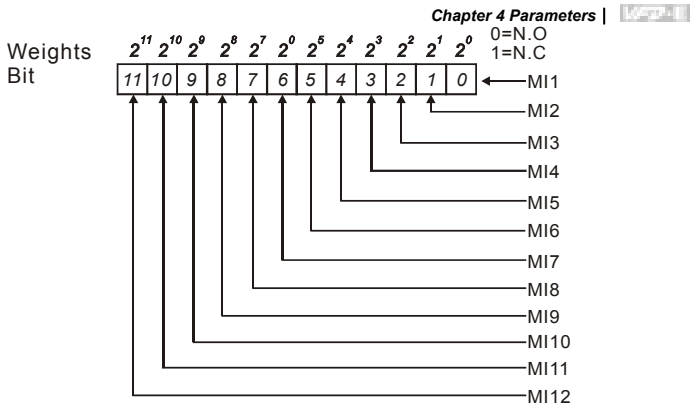 Chapter 4 Parameters |
0=N.O
Weights 2^11 2^10 2^9 2^8 2^7 2^0 2^5 2^4 2^3 2^2 2^1 2^0 1=N.C
Bit 11 10 9 8 7 6 5 4 3 2 1 0 MI1
MI2
MI3
MI4
MI5
MI6
MI7
MI8
MI9
MI10
MI11
MI12